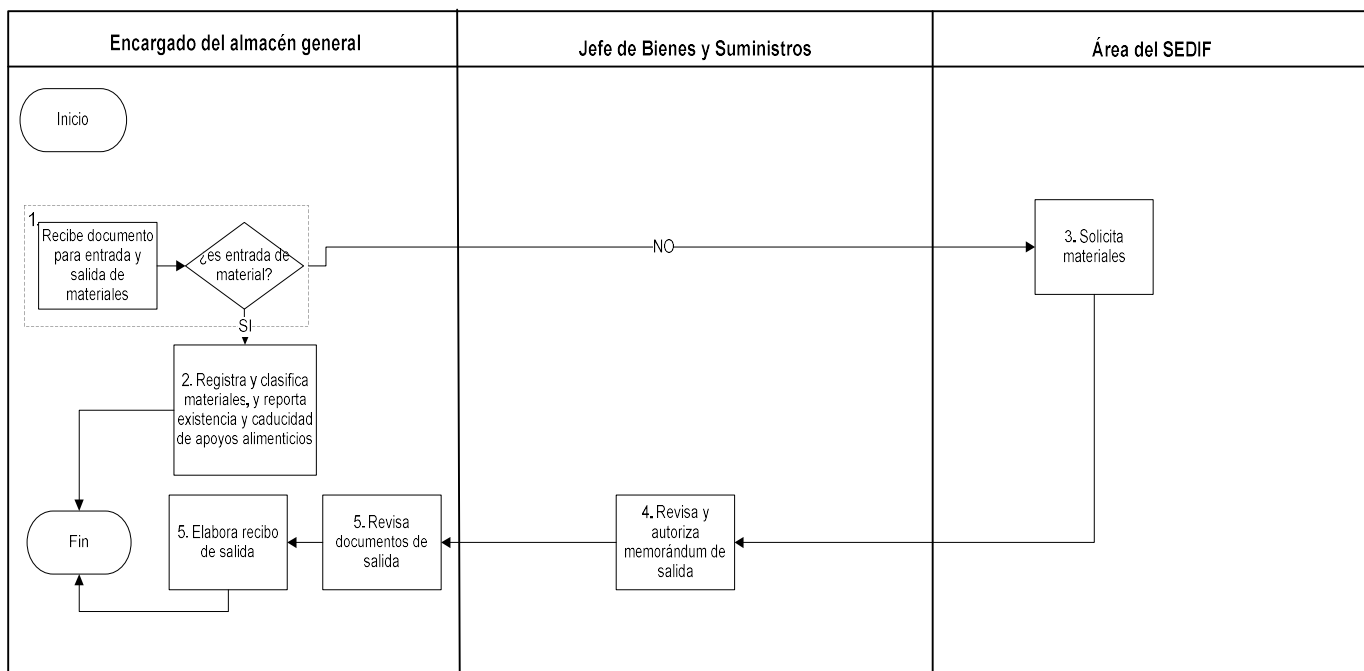 Encargado del almacén general
Jefe de Bienes y Suministros
Área del SEDIF
Inicio
1.
Recibe documento
para entrada y
salida de
materiales
¿es entrada de
material?
NO
3. Solicita
materiales
SI
2. Registra y clasifica
materiales, y reporta
existencia y caducidad
de apoyos alimenticios
Fin
5. Elabora recibo
de salida
5. Revisa
documentos de
salida
4. Revisa y
autoriza
memorándum de
salida